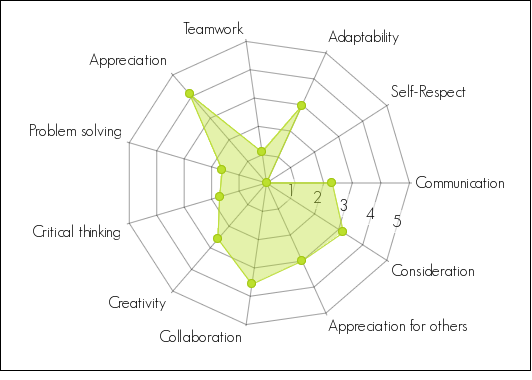 Teamwork
Adaptability
Appreciation
Self-Respect
Problem solving
Communication
1
2
3
4
5
Critical thinking
Consideration
Creativity
Appreciation for others
Collaboration